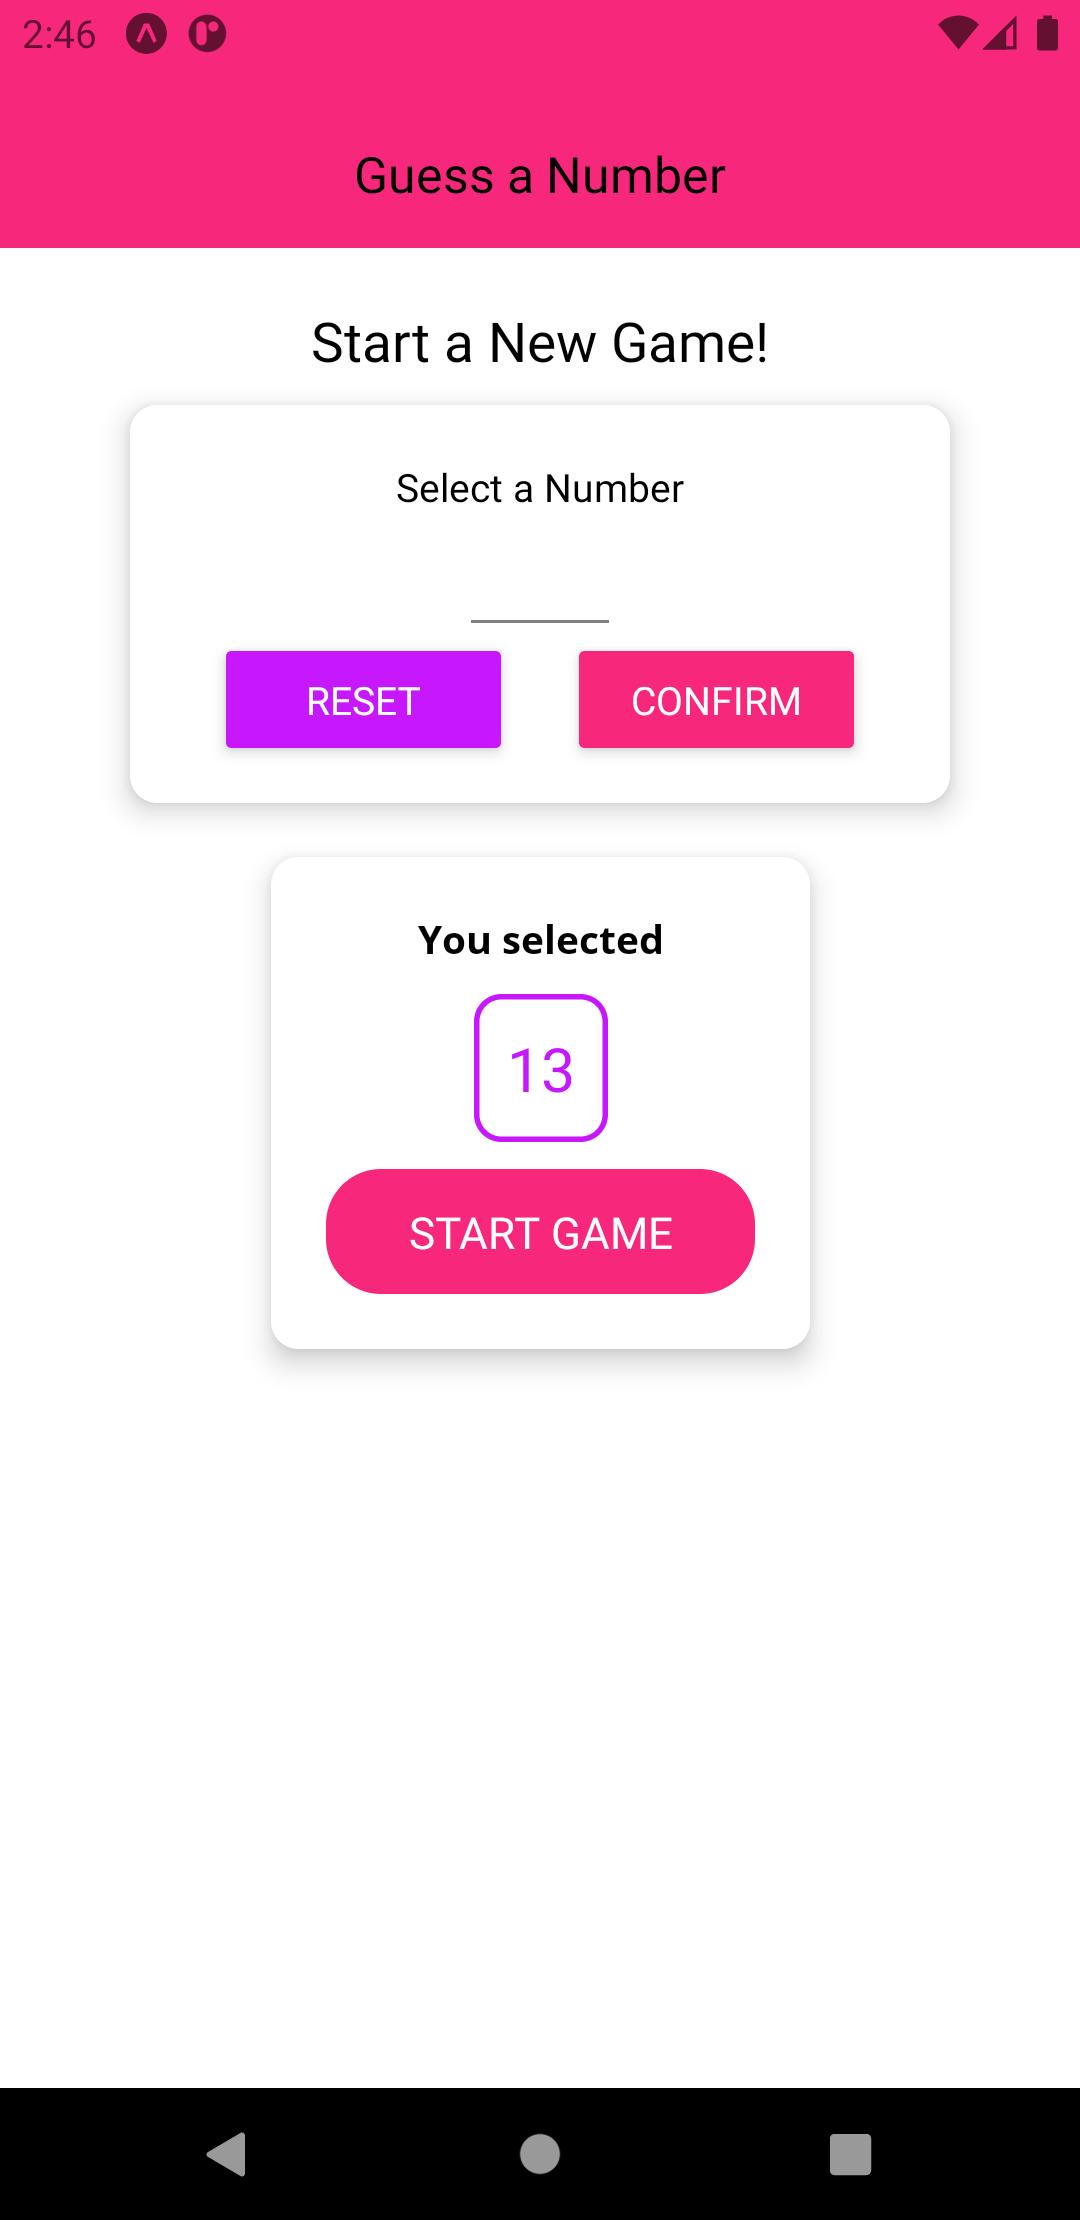 2:46
Guess a Number
Start a New Game!
Select a Number
RESET
CONFIRM
You selected
13
START GAME